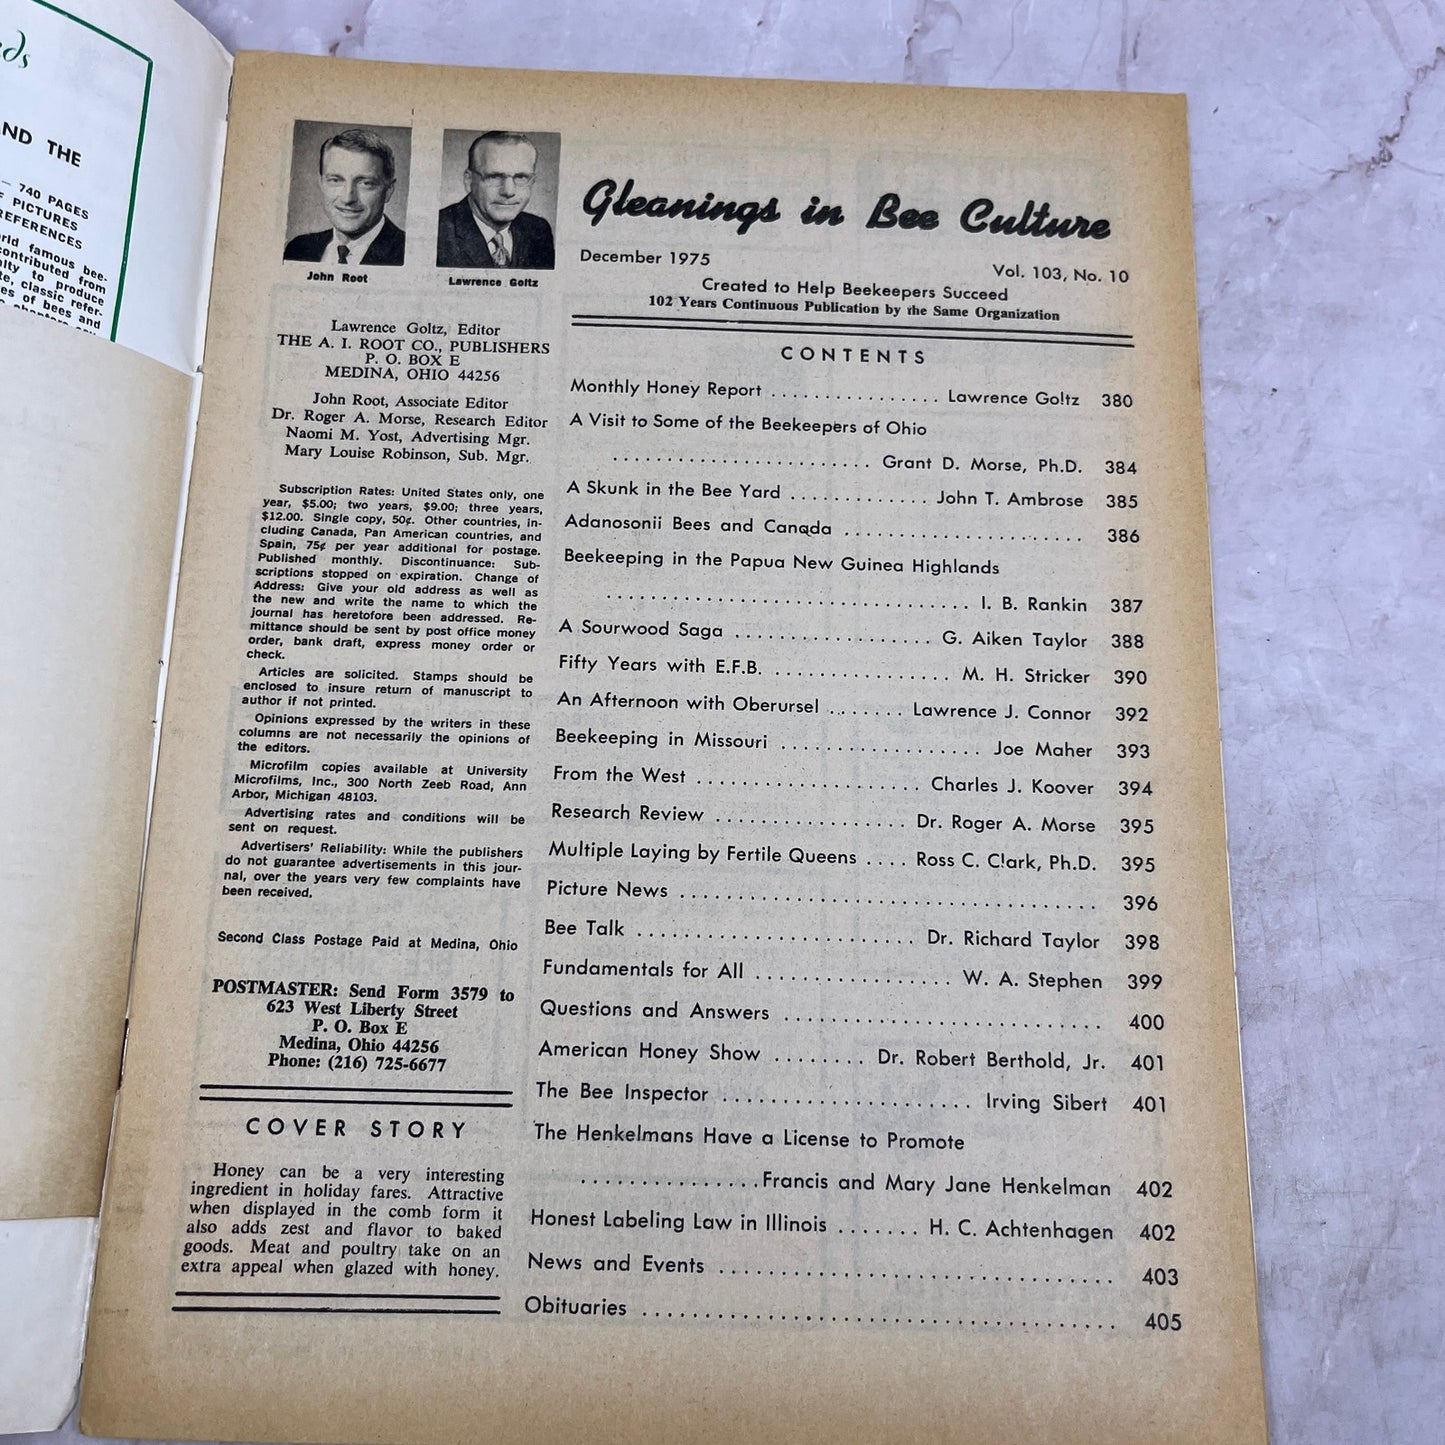 ds
ND THE
— 740 PAGES
F PICTURES
REFERENCES
rld famous bee-
contributed from
lty to produce
te, classic refer-
es of bees and
John Root
Lawrence Goltz
Lawrence Goltz, Editor
THE A. I. ROOT CO., PUBLISHERS
P. O. BOX E
MEDINA, OHIO 44256
John Root, Associate Editor
Dr. Roger A. Morse, Research Editor
Naomi M. Yost, Advertising Mgr.
Mary Louise Robinson, Sub. Mgr.
Subscription Rates: United States only, one
year, $5.00; two years, $9.00; three years,
$12.00. Single copy, 50¢. Other countries, in-
cluding Canada, Pan American countries, and
Spain, 75¢ per year additional for postage.
Published monthly. Discontinuance: Sub-
scriptions stopped on expiration. Change of
Address: Give your old address as well as
the new and write the name to which the
journal has heretofore been addressed. Re-
mittance should be sent by post office money
order, bank draft, express money order or
check.
Articles are solicited. Stamps should be
enclosed to insure return of manuscript to
author if not printed.
Opinions expressed by the writers in these
columns are not necessarily the opinions of
the editors.
Microfilm copies available at University
Microfilms, Inc., 300 North Zeeb Road, Ann
Arbor, Michigan 48103.
Advertising rates and conditions will be
sent on request.
Advertisers' Reliability: While the publishers
do not guarantee advertisements in this jour-
nal, over the years very few complaints have
been received.
Second Class Postage Paid at Medina, Ohio
POSTMASTER: Send Form 3579 to
623 West Liberty Street
P. O. Box E
Medina, Ohio 44256
Phone: (216) 725-6677
COVER STORY
Honey can be a very interesting
ingredient in holiday fares. Attractive
when displayed in the comb form it
also adds zest and flavor to baked
goods. Meat and poultry take on an
extra appeal when glazed with honey.
Gleanings in Bee Culture
December 1975 Vol. 103, No. 10
Created to Help Beekeepers Succeed
102 Years Continuous Publication by the Same Organization
CONTENTS
Monthly Honey Report ................ Lawrence Goltz 380
A Visit to Some of the Beekeepers of Ohio
........................ Grant D. Morse, Ph.D. 384
A Skunk in the Bee Yard ............. John T. Ambrose 385
Adanosonii Bees and Canada ...................... 386
Beekeeping in the Papua New Guinea Highlands
.................................. I. B. Rankin 387
A Sourwood Saga .................. G. Aiken Taylor 388
Fifty Years with E.F.B. ................ M. H. Stricker 390
An Afternoon with Oberursel ....... Lawrence J. Connor 392
Beekeeping in Missouri ................... Joe Maher 393
From the West ..................... Charles J. Koover 394
Research Review .................. Dr. Roger A. Morse 395
Multiple Laying by Fertile Queens .... Ross C. Clark, Ph.D. 395
Picture News .................................... 396
Bee Talk ........................ Dr. Richard Taylor 398
Fundamentals for All ................. W. A. Stephen 399
Questions and Answers ............................ 400
American Honey Show ........ Dr. Robert Berthold, Jr. 401
The Bee Inspector ...................... Irving Sibert 401
The Henkelmans Have a License to Promote
................Francis and Mary Jane Henkelman 402
Honest Labeling Law in Illinois ....... H. C. Achtenhagen 402
News and Events .................................. 403
Obituaries ........................................ 405